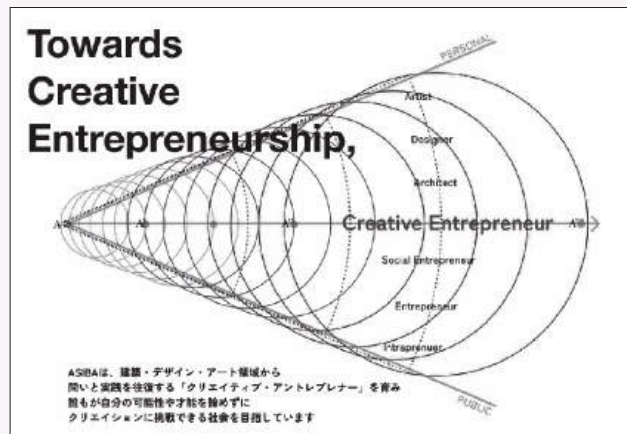 Towards
Creative
Entrepreneurship,
PERSONAL
Artist
Designer
Architect
Creative Entrepreneur
Social Entrepreneur
Entrepreneur
Intraprenuer
PUBLIC
ASIBAは、建築・デザイン・アート領域から
問いと実践を往復する「クリエイティブ・アントレプレナー」を育み
誰もが自分の可能性や才能を諦めずに
クリエイションに挑戦できる社会を目指しています